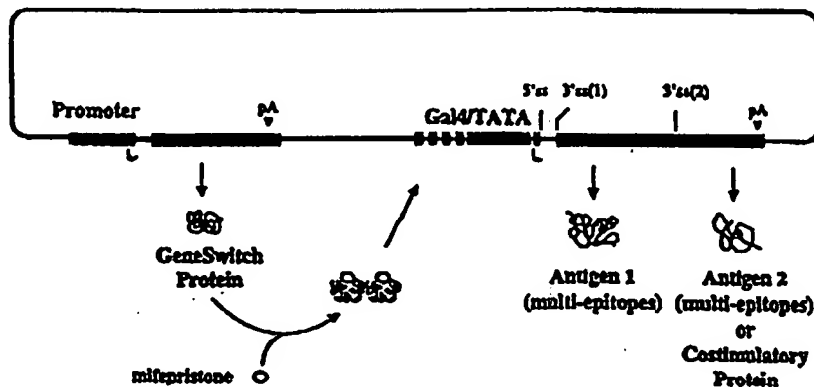 5'ss 3'ss(1) 3'ss(2)
Promoter pA Gal4/TATA pA
GeneSwitch
Protein
mifepristone
Antigen 1
(multi-epitopes)
Antigen 2
(multi-epitopes)
or
Costimulatory
Protein